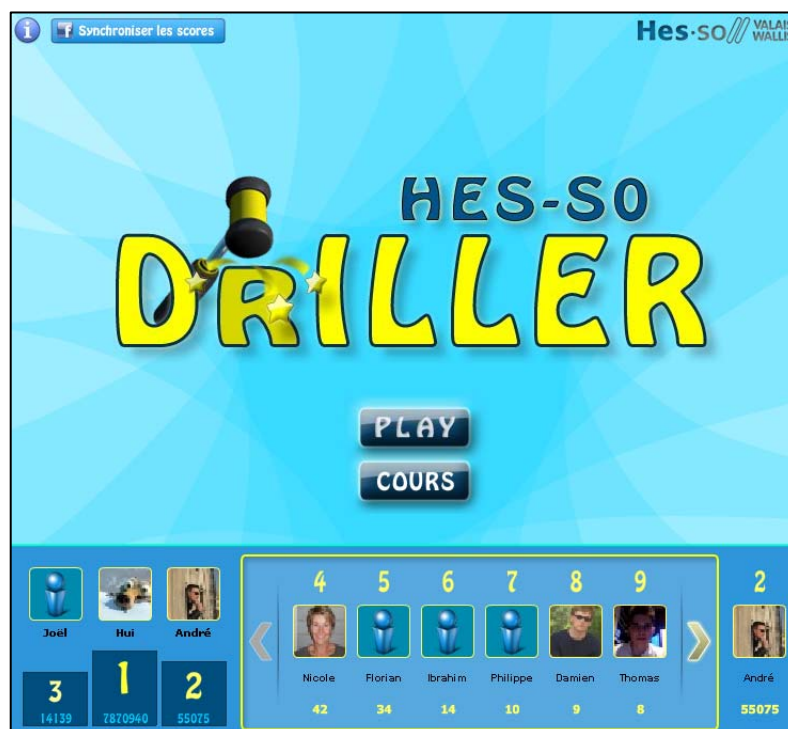 i
f Synchroniser les scores
Hes·so VALAIS
WALLIS
HES-SO
DRILLER
PLAY
COURS
Joël Hui André
3 1 2
14139 7870940 55075
4 5 6 7 8 9
Nicole Florian Ibrahim Philippe Damien Thomas
42 34 14 10 9 8
2
André
55075